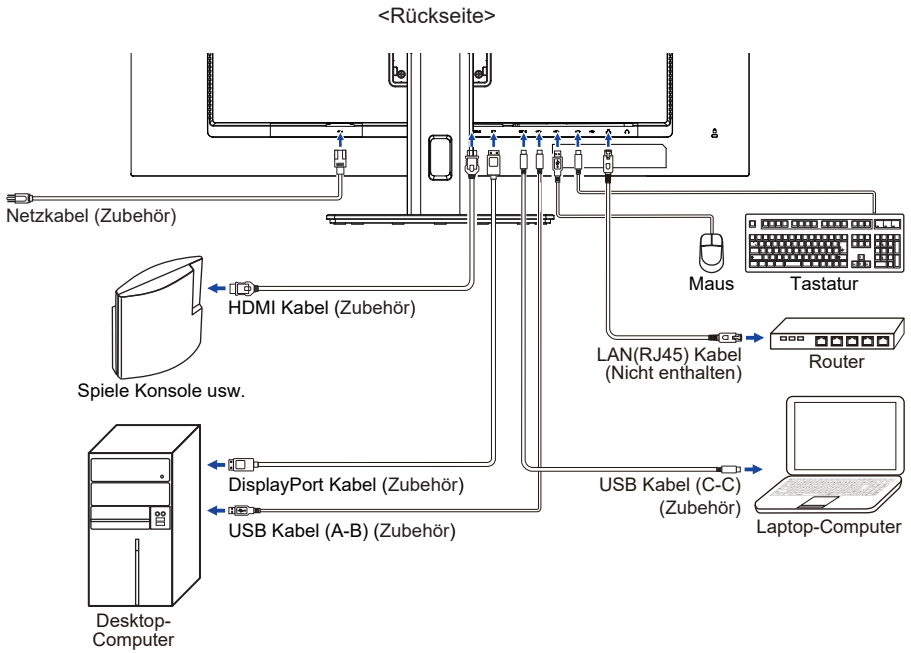 <Rückseite>
Netzkabel (Zubehör)
Maus
Tastatur
HDMI Kabel (Zubehör)
LAN(RJ45) Kabel
(Nicht enthalten)
Router
Spiele Konsole usw.
DisplayPort Kabel (Zubehör)
USB Kabel (C-C)
(Zubehör)
Laptop-Computer
USB Kabel (A-B) (Zubehör)
Desktop-
Computer